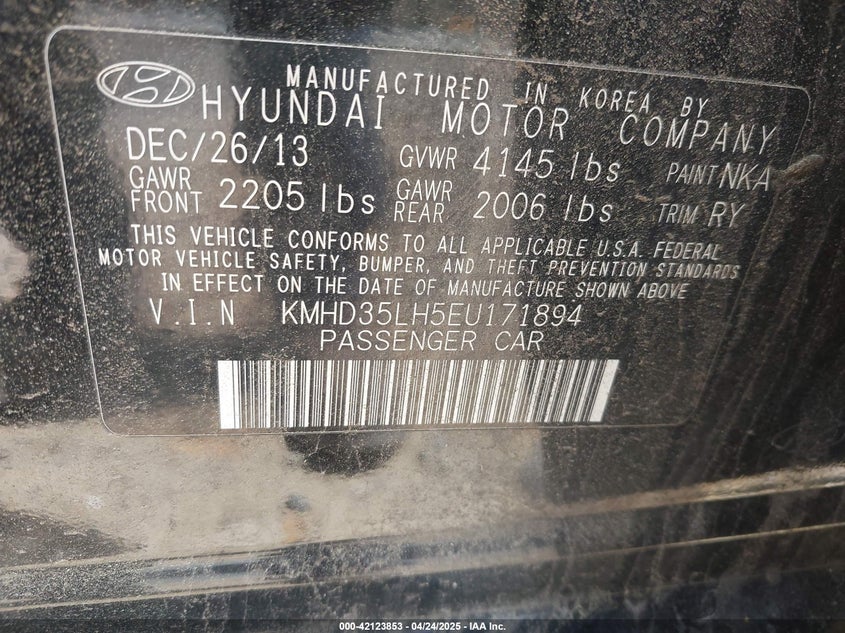 MANUFACTURED IN KOREA BY
HYUNDAI MOTOR COMPANY
DEC/26/13 GVWR 4145 lbs PAINT NKA
GAWR FRONT 2205 lbs GAWR REAR 2006 lbs TRIM RY
THIS VEHICLE CONFORMS TO ALL APPLICABLE U.S.A. FEDERAL
MOTOR VEHICLE SAFETY, BUMPER, AND THEFT PREVENTION STANDARDS
IN EFFECT ON THE DATE OF MANUFACTURE SHOWN ABOVE
V.I.N KMHD35LH5EU171894
PASSENGER CAR
000-42123853 - 04/24/2025 - IAA Inc.